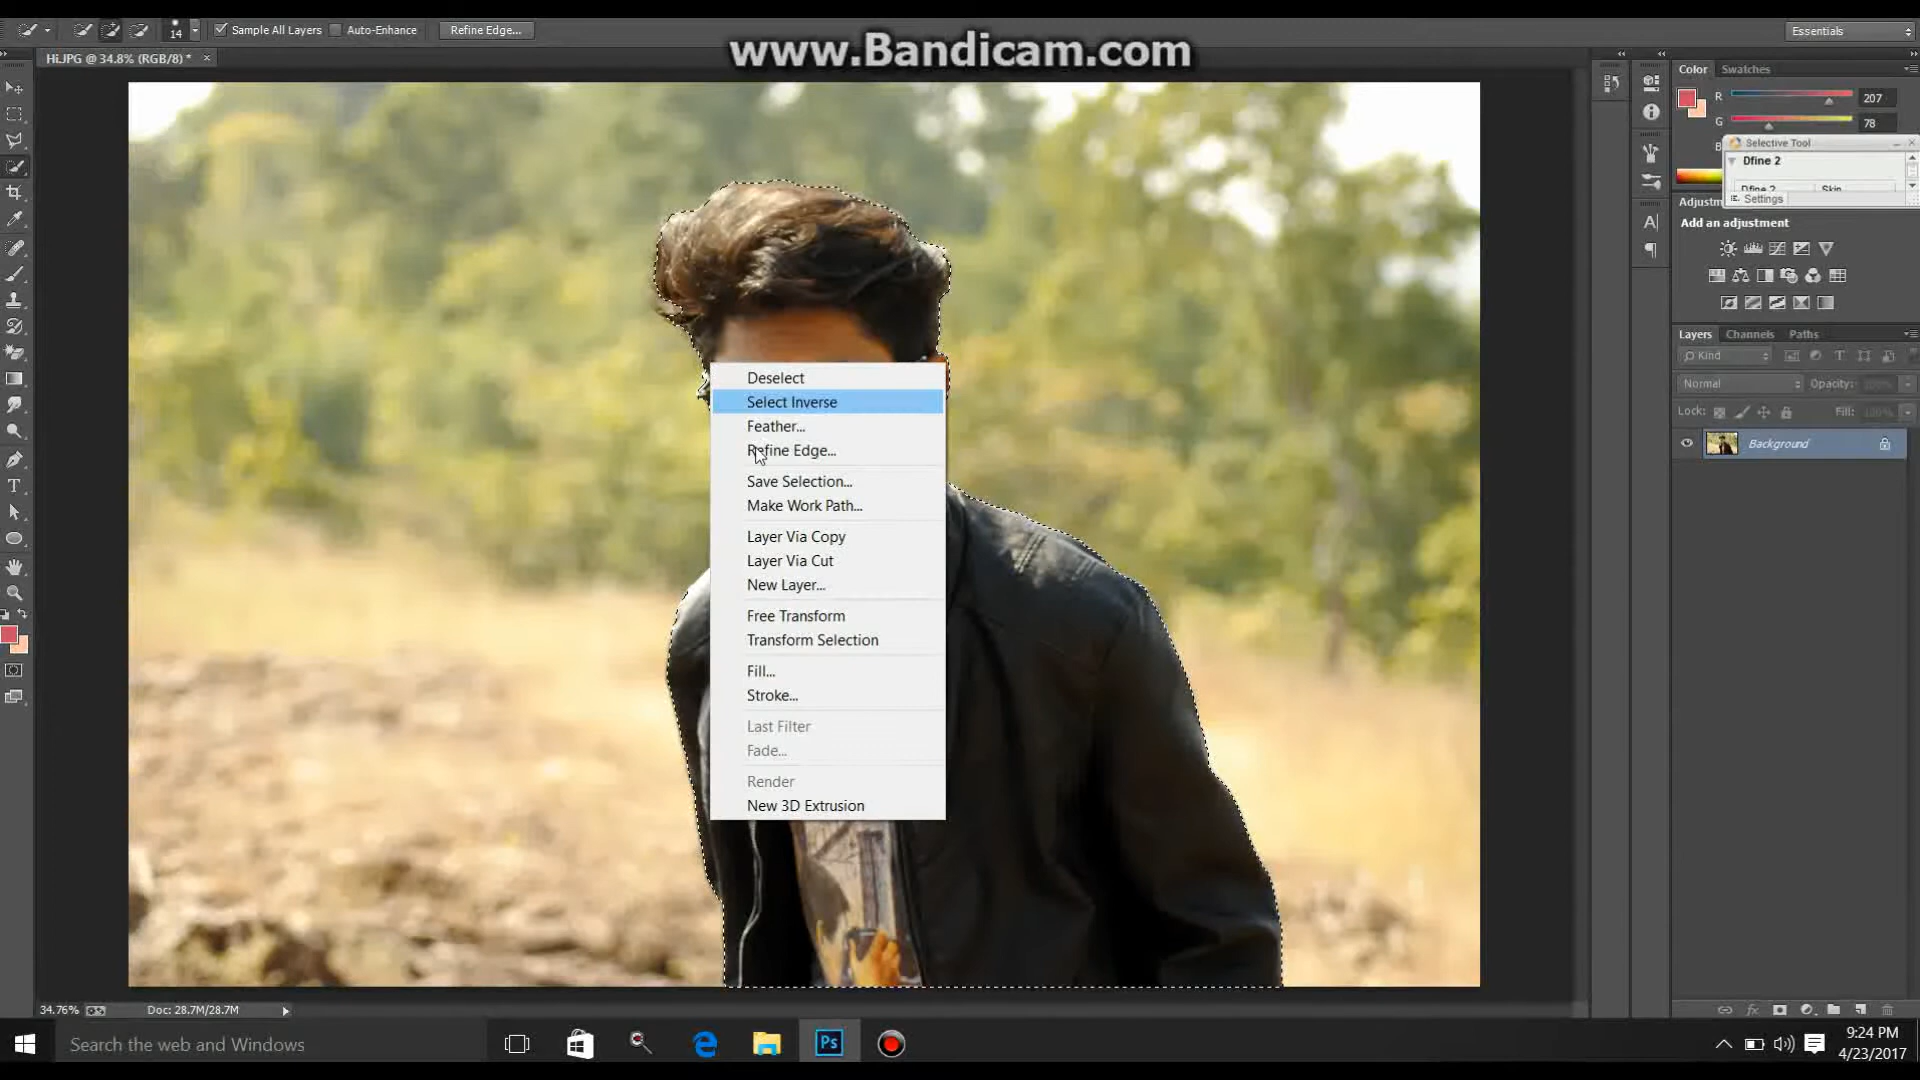 14
Sample All Layers
Auto-Enhance
Refine Edge...
www.Bandicam.com
Essentials
Hi.JPG @ 34.8% (RGB/8) *
Color
Swatches
R
207
G
78
B
Selective Tool
Dfine 2
Dfine 2
Skin
Settings
Adjustm
Add an adjustment
Layers
Channels
Paths
Kind
Normal
Opacity:
100%
Lock:
Fill:
100%
Background
Deselect
Select Inverse
Feather...
Refine Edge...
Save Selection...
Make Work Path...
Layer Via Copy
Layer Via Cut
New Layer...
Free Transform
Transform Selection
Fill...
Stroke...
Last Filter
Fade...
Render
New 3D Extrusion
34.76%
Doc: 28.7M/28.7M
Search the web and Windows
Ps
9:24 PM
4/23/2017